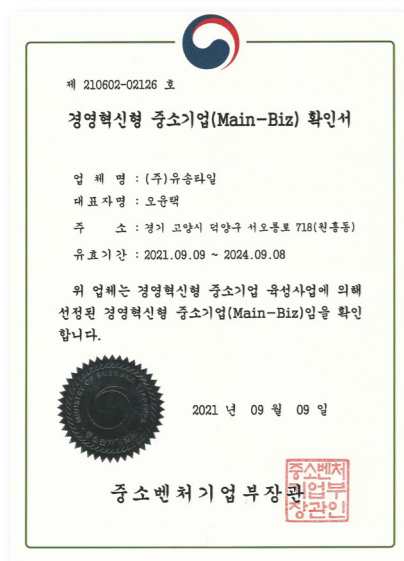 제 210602-02126 호
경영혁신형 중소기업(Main-Biz) 확인서
업 체 명 : (주)유송타일
대표자명 : 오윤택
주 소 : 경기 고양시 덕양구 서오릉로 718(원흥동)
유효기간 : 2021.09.09 ~ 2024.09.08
위 업체는 경영혁신형 중소기업 육성사업에 의해
선정된 경영혁신형 중소기업(Main-Biz)임을 확인
합니다.
2021 년 09 월 09 일
중소벤처기업부장관
중소벤처
기업부
장관인